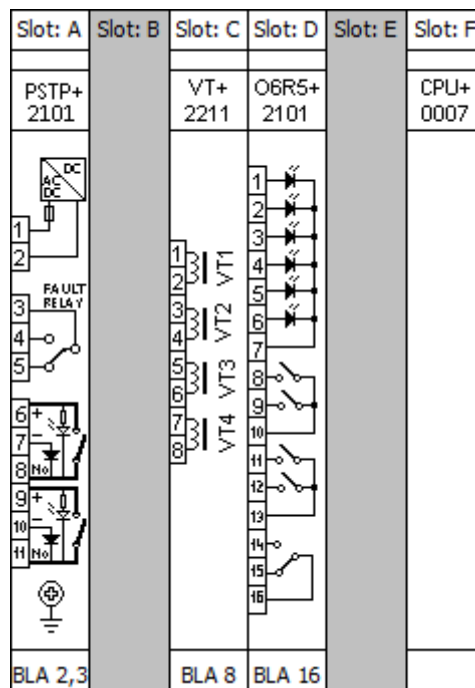 Slot: A Slot: B Slot: C Slot: D Slot: E Slot: F
PSTP+ VT+ O6R5+ CPU+
2101 2211 2101 0007
AC
DC
DC
1
2
FAULT
RELAY
3
4
5
6 +
7 -
8 No
9 +
10 -
11 No
1
2
VT1
3
4
VT2
5
6
VT3
7
8
VT4
1
2
3
4
5
6
7
8
9
10
11
12
13
14
15
16
BLA 2,3 BLA 8 BLA 16